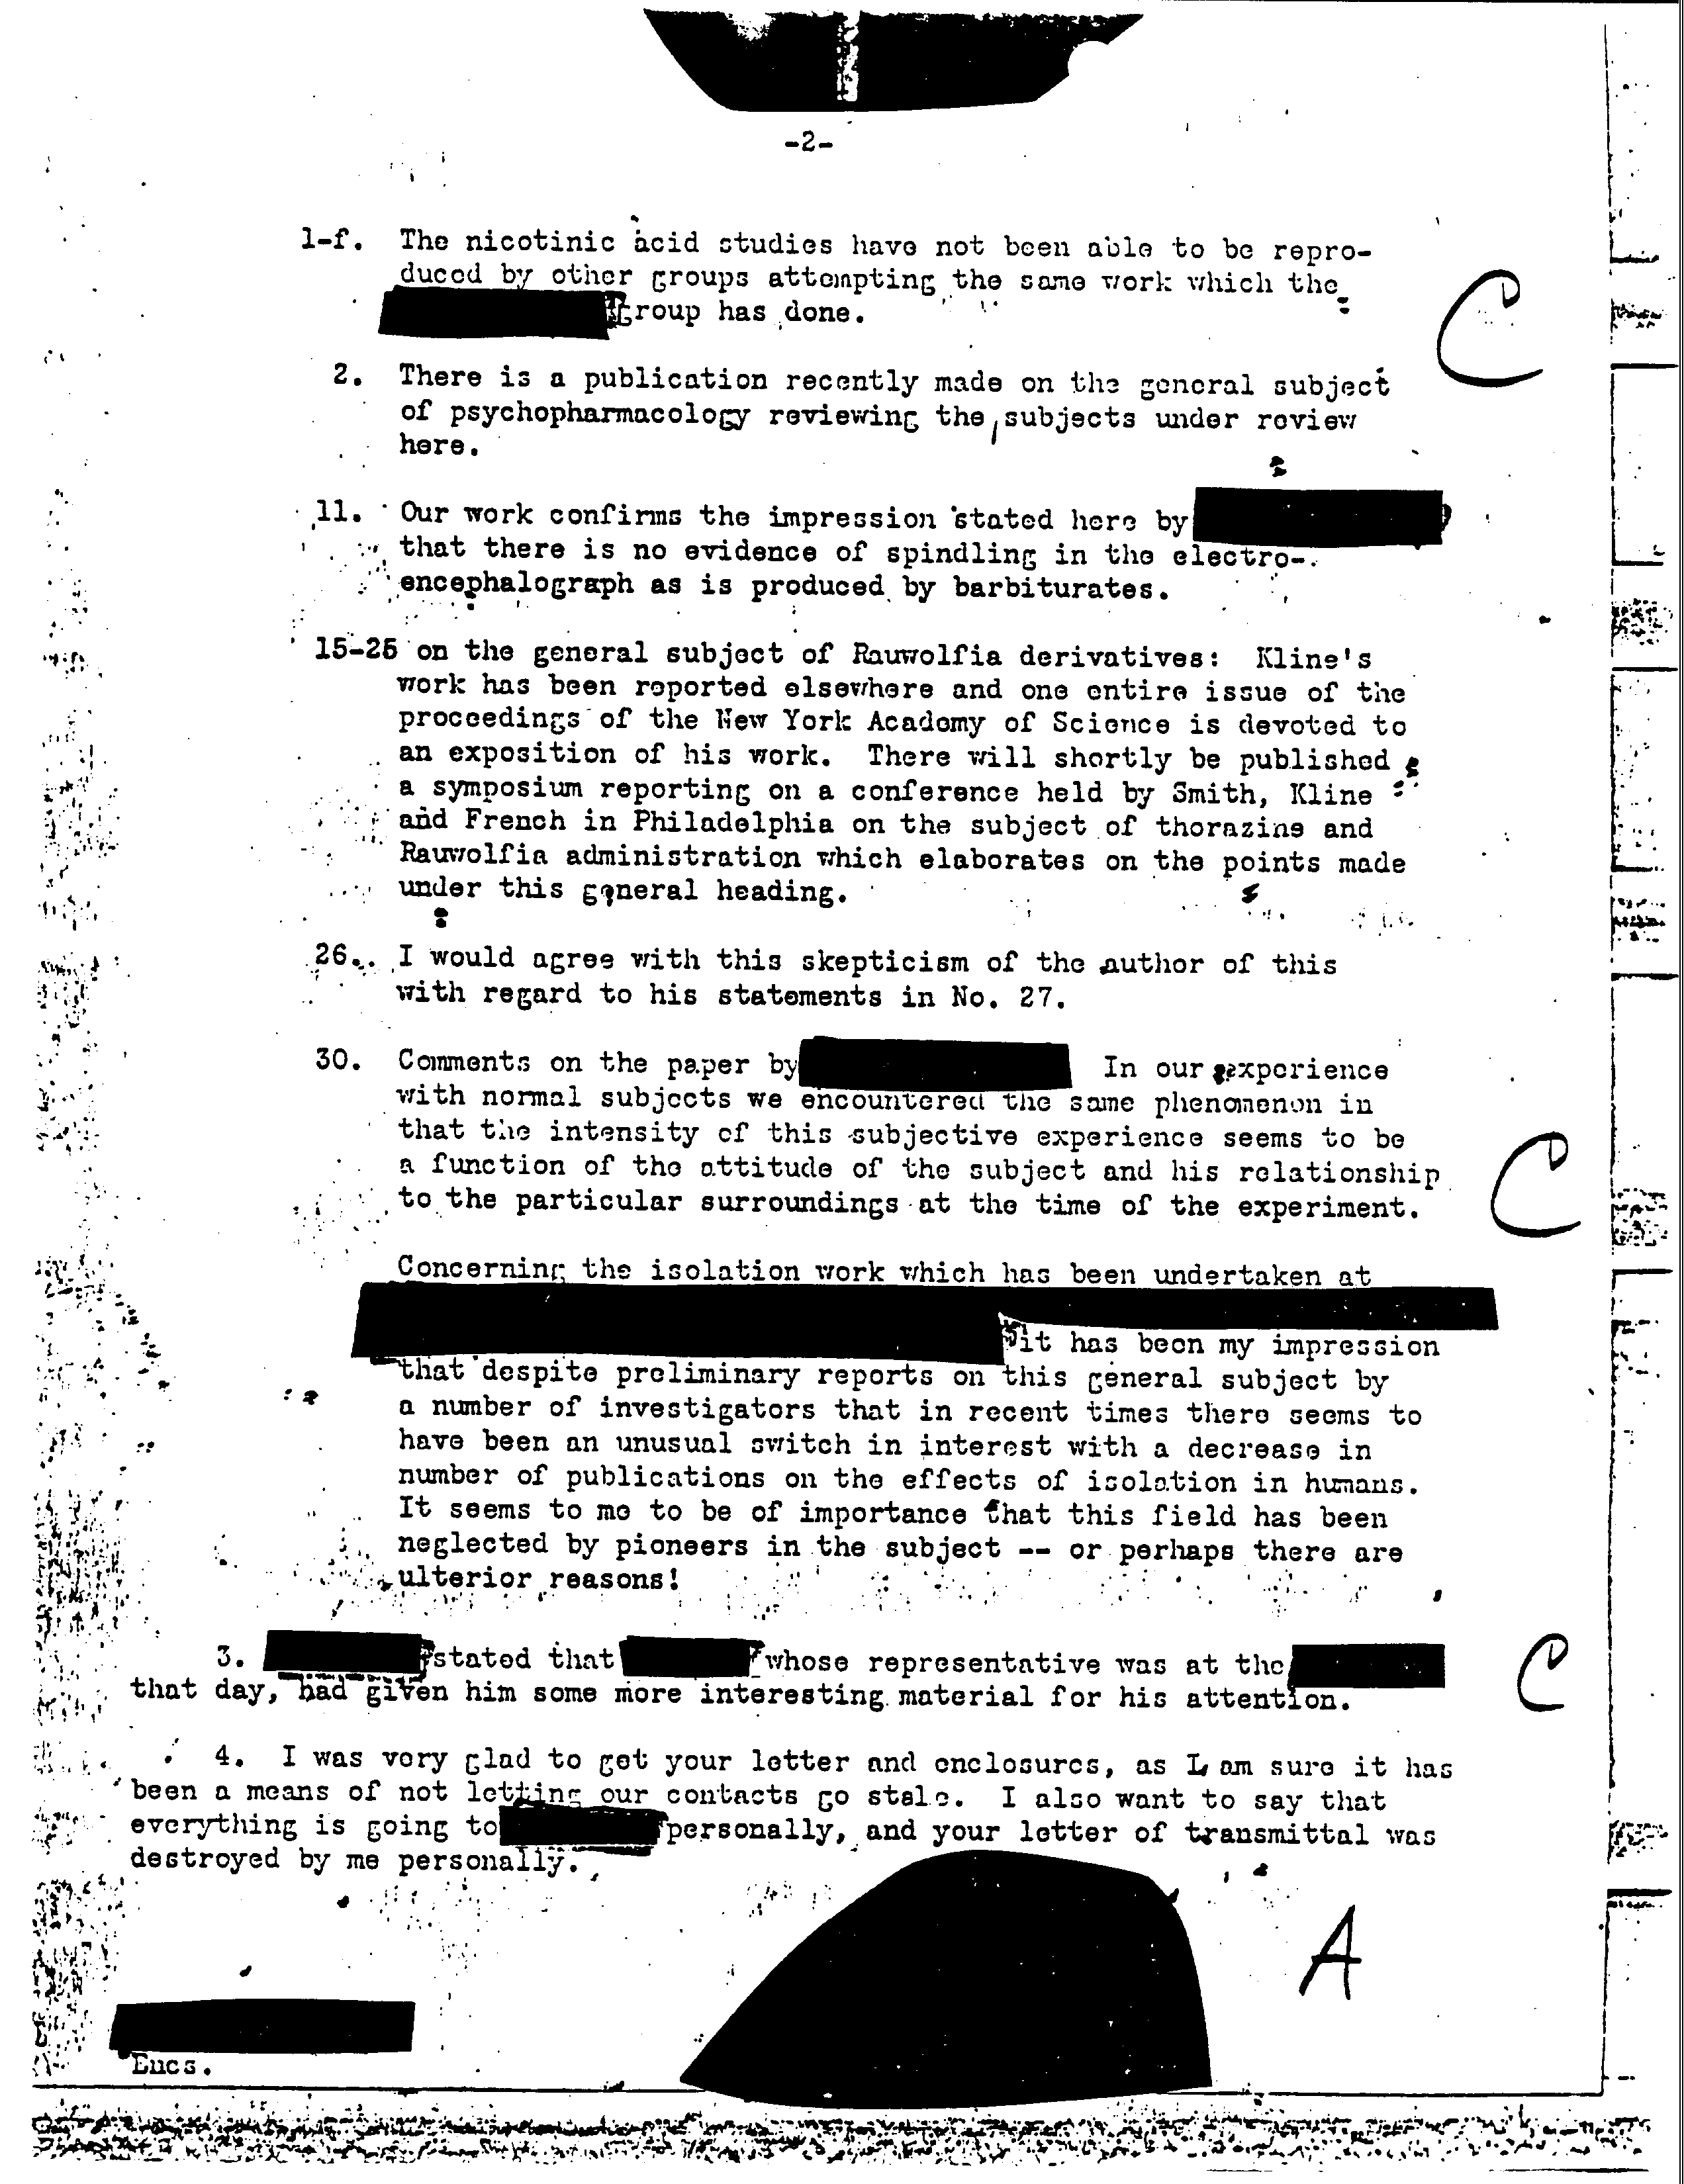 -2-
1-f. The nicotinic acid studies have not been able to be repro-
duced by other groups attempting the same work which the
group has done.
C
2. There is a publication recently made on the general subject
of psychopharmacology reviewing the subjects under review
here.
11. Our work confirms the impression stated here by
that there is no evidence of spindling in the electro-
encephalograph as is produced by barbiturates.
15-25 on the general subject of Rauwolfia derivatives: Kline's
work has been reported elsewhere and one entire issue of the
proceedings of the New York Academy of Science is devoted to
an exposition of his work. There will shortly be published
a symposium reporting on a conference held by Smith, Kline
and French in Philadelphia on the subject of thorazine and
Rauwolfia administration which elaborates on the points made
under this general heading.
26. I would agree with this skepticism of the author of this
with regard to his statements in No. 27.
30. Comments on the paper by In our experience
with normal subjects we encountered the same phenomenon in
that the intensity of this subjective experience seems to be
a function of the attitude of the subject and his relationship
to the particular surroundings at the time of the experiment.
C
Concerning the isolation work which has been undertaken at
it has been my impression
that despite preliminary reports on this general subject by
a number of investigators that in recent times there seems to
have been an unusual switch in interest with a decrease in
number of publications on the effects of isolation in humans.
It seems to me to be of importance that this field has been
neglected by pioneers in the subject -- or perhaps there are
ulterior reasons!
3. stated that whose representative was at the
that day, had given him some more interesting material for his attention.
C
4. I was very glad to get your letter and enclosures, as I am sure it has
been a means of not letting our contacts go stale. I also want to say that
everything is going to personally, and your letter of transmittal was
destroyed by me personally.
A
Encs.